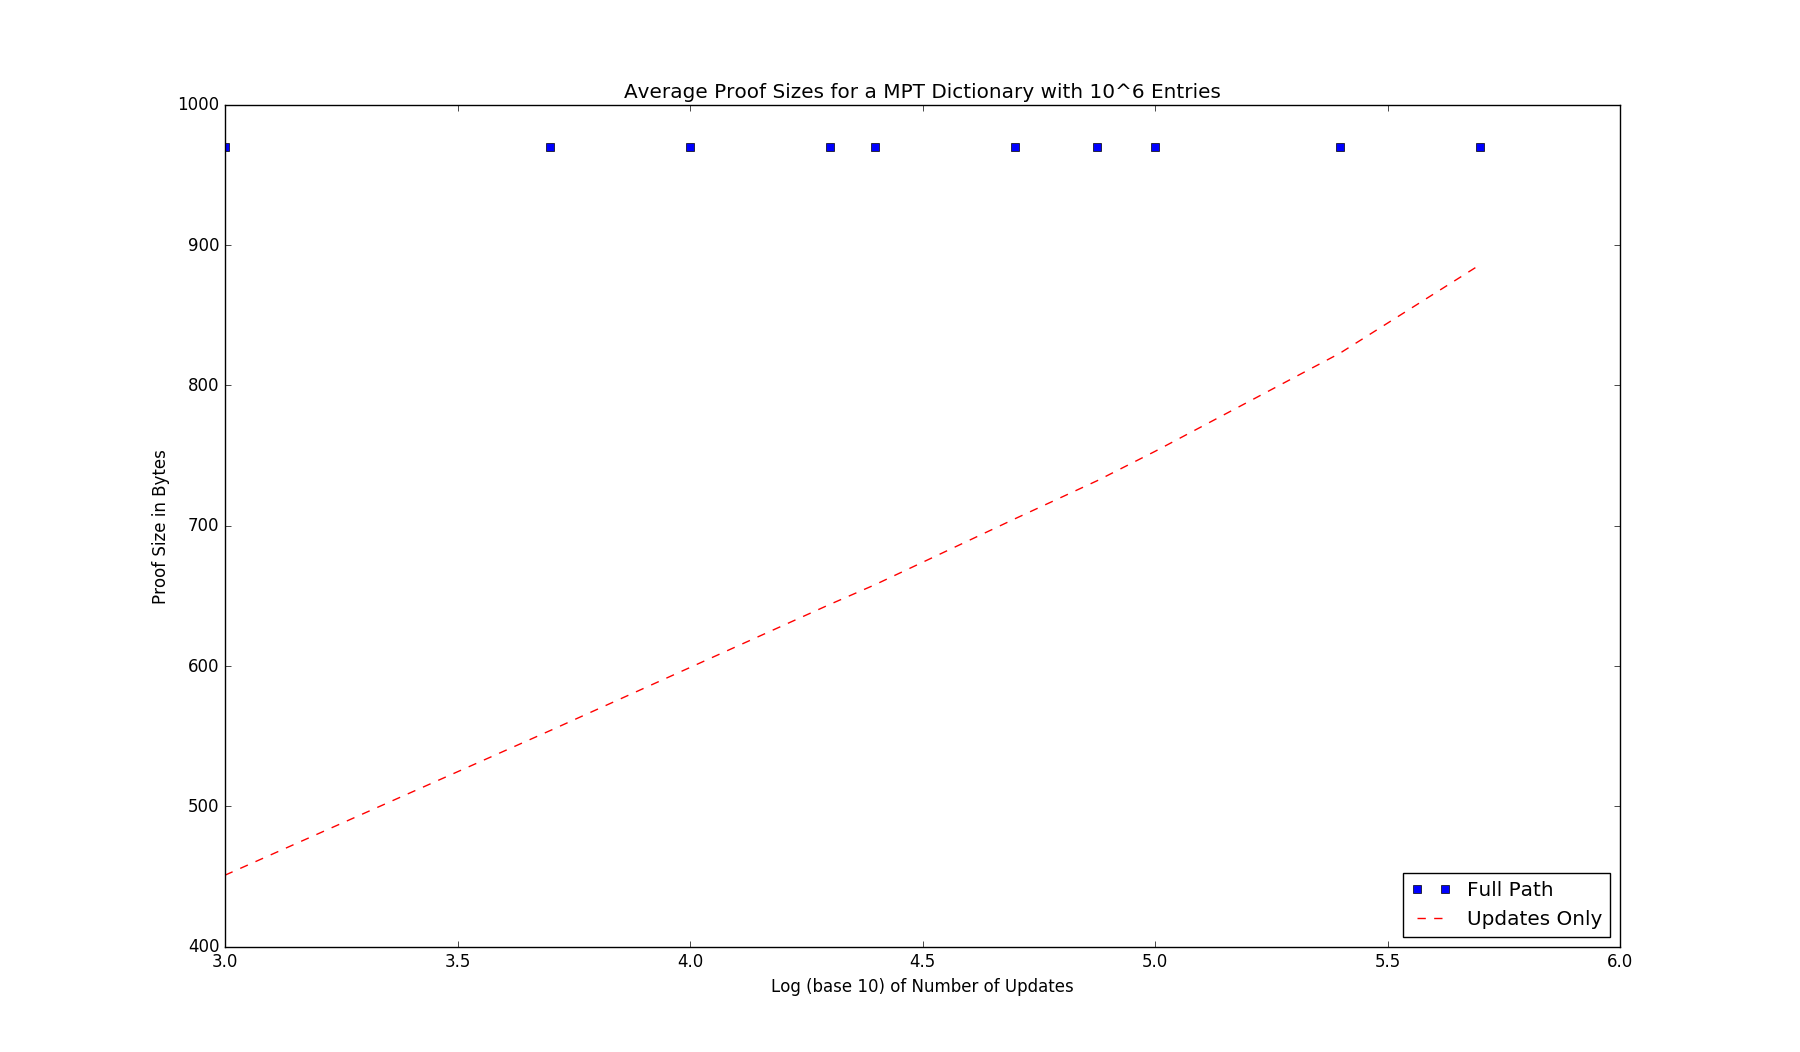 Average Proof Sizes for a MPT Dictionary with 10^6 Entries
1000
900
800
700
600
500
400
Proof Size in Bytes
3.0 3.5 4.0 4.5 5.0 5.5 6.0
Log (base 10) of Number of Updates
Full Path
Updates Only